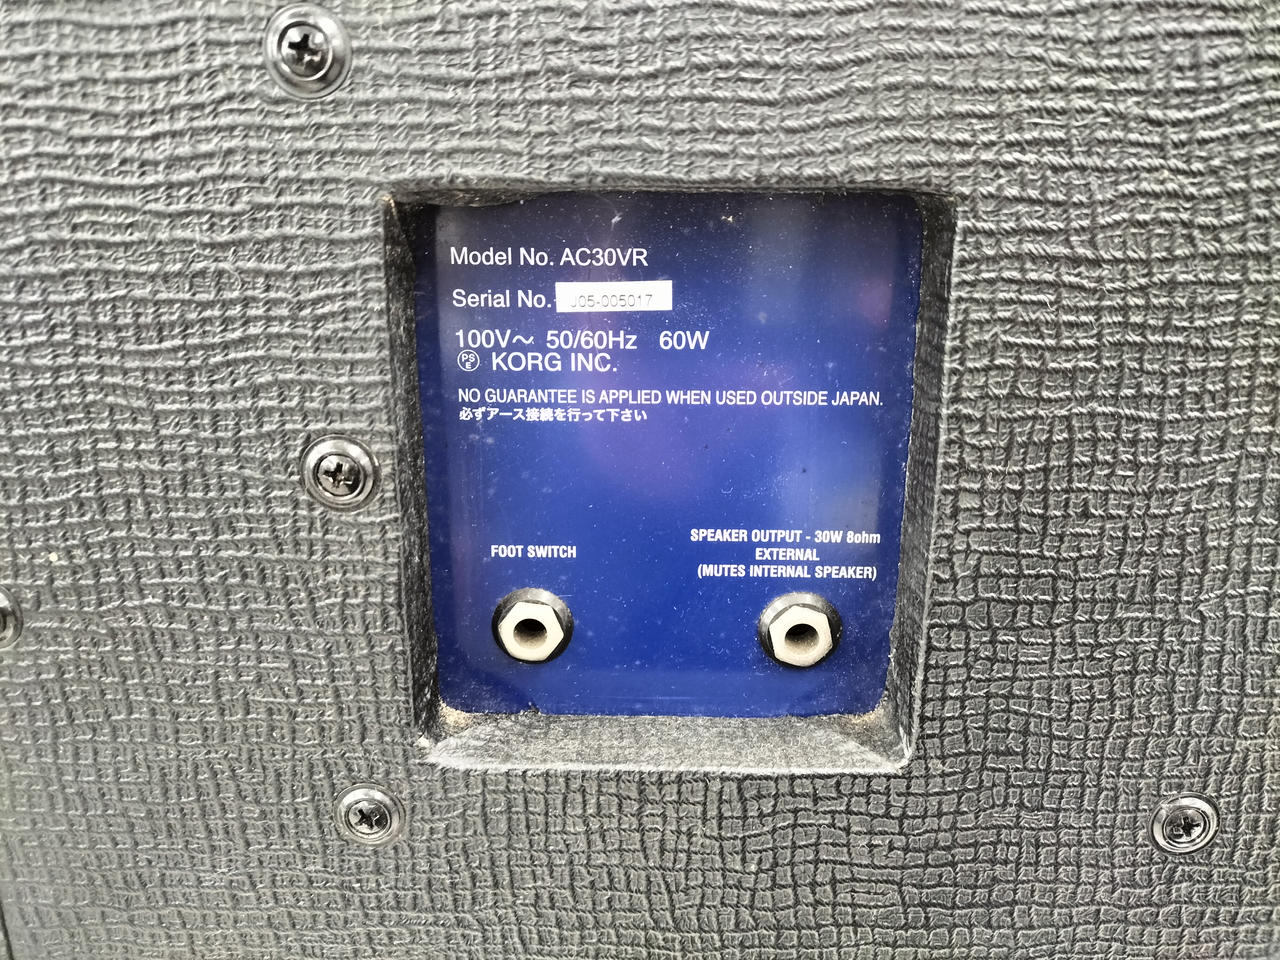 Model No. AC30VR
Serial No. J05-005017
100V～ 50/60Hz 60W
PS E KORG INC.
NO GUARANTEE IS APPLIED WHEN USED OUTSIDE JAPAN.
必ずアース接続を行って下さい
FOOT SWITCH
SPEAKER OUTPUT - 30W 8ohm
EXTERNAL
(MUTES INTERNAL SPEAKER)